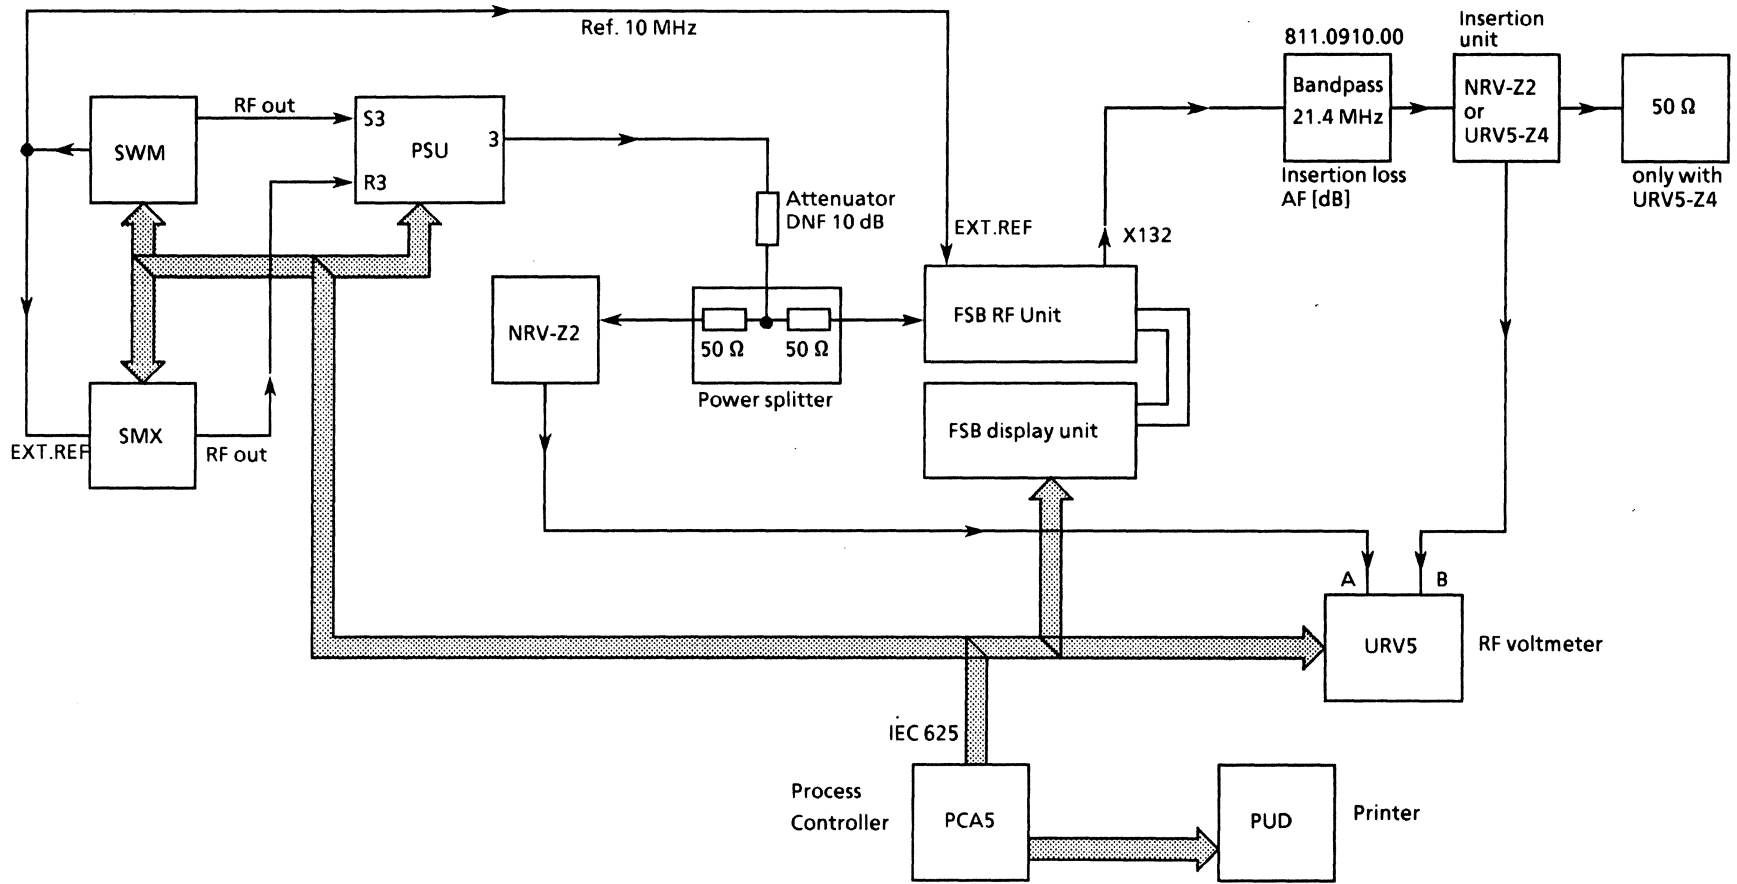 Ref. 10 MHz
811.0910.00
Insertion
unit
Bandpass
21.4 MHz
NRV-Z2
or
URV5-Z4
50 Ω
Insertion loss
AF [dB]
only with
URV5-Z4
RF out
SWM
S3
PSU
3
R3
Attenuator
DNF 10 dB
EXT.REF
X132
NRV-Z2
50 Ω
50 Ω
Power splitter
FSB RF Unit
FSB display unit
SMX
EXT.REF
RF out
A
B
URV5
RF voltmeter
IEC 625
Process
Controller
PCA5
PUD
Printer